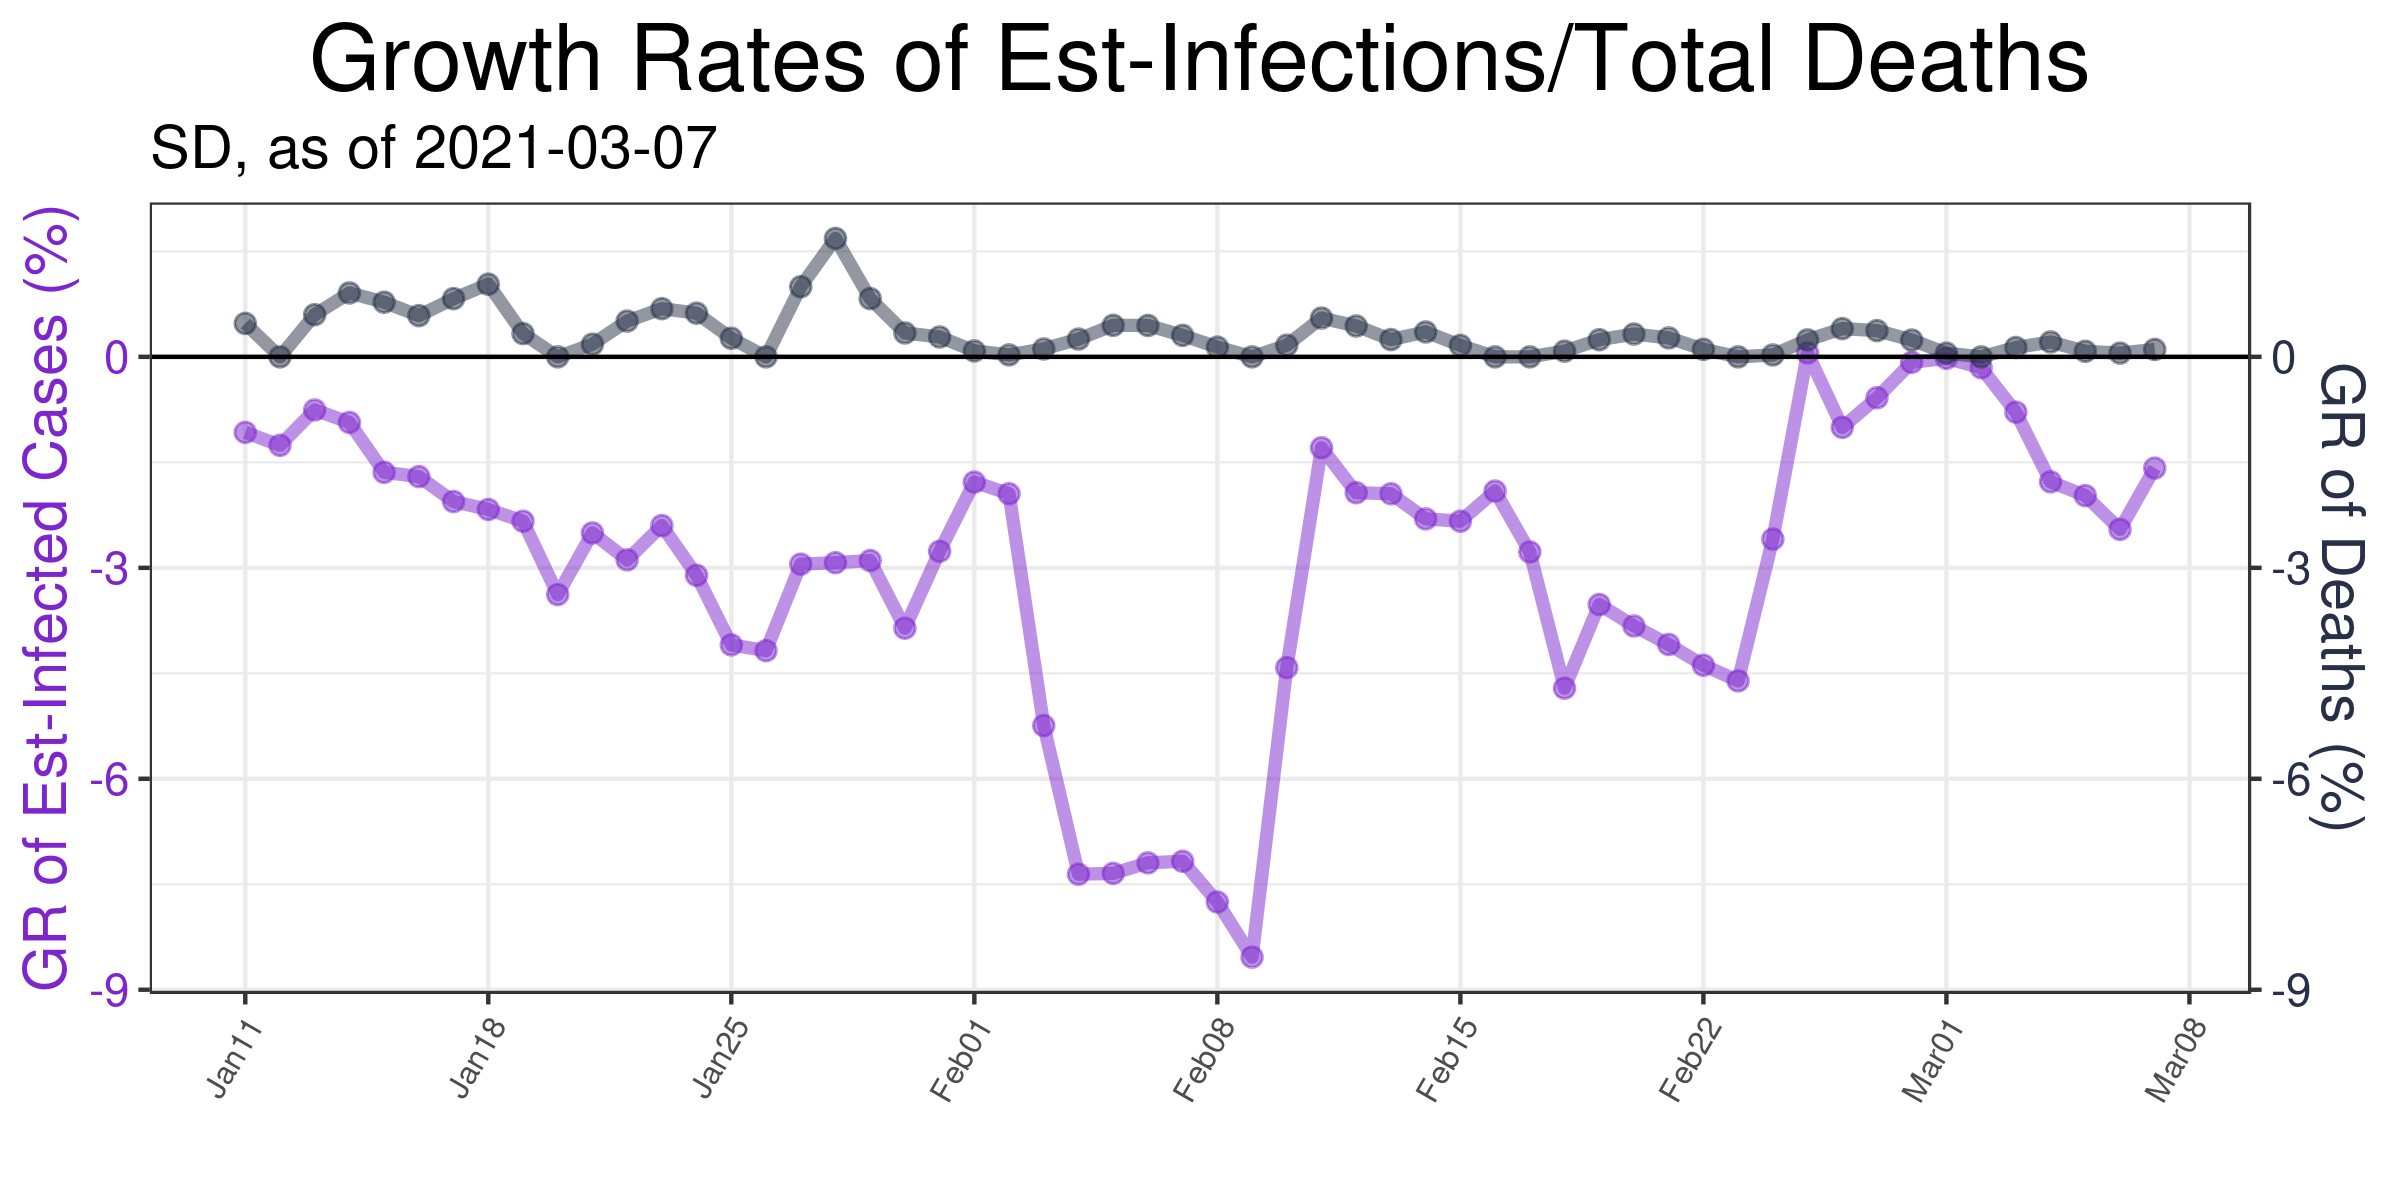 Growth Rates of Est-Infections/Total Deaths
SD, as of 2021-03-07
GR of Est-Infected Cases (%)
0
-3
-6
-9
0
-3
-6
-9
GR of Deaths (%)
Jan11
Jan18
Jan25
Feb01
Feb08
Feb15
Feb22
Mar01
Mar08